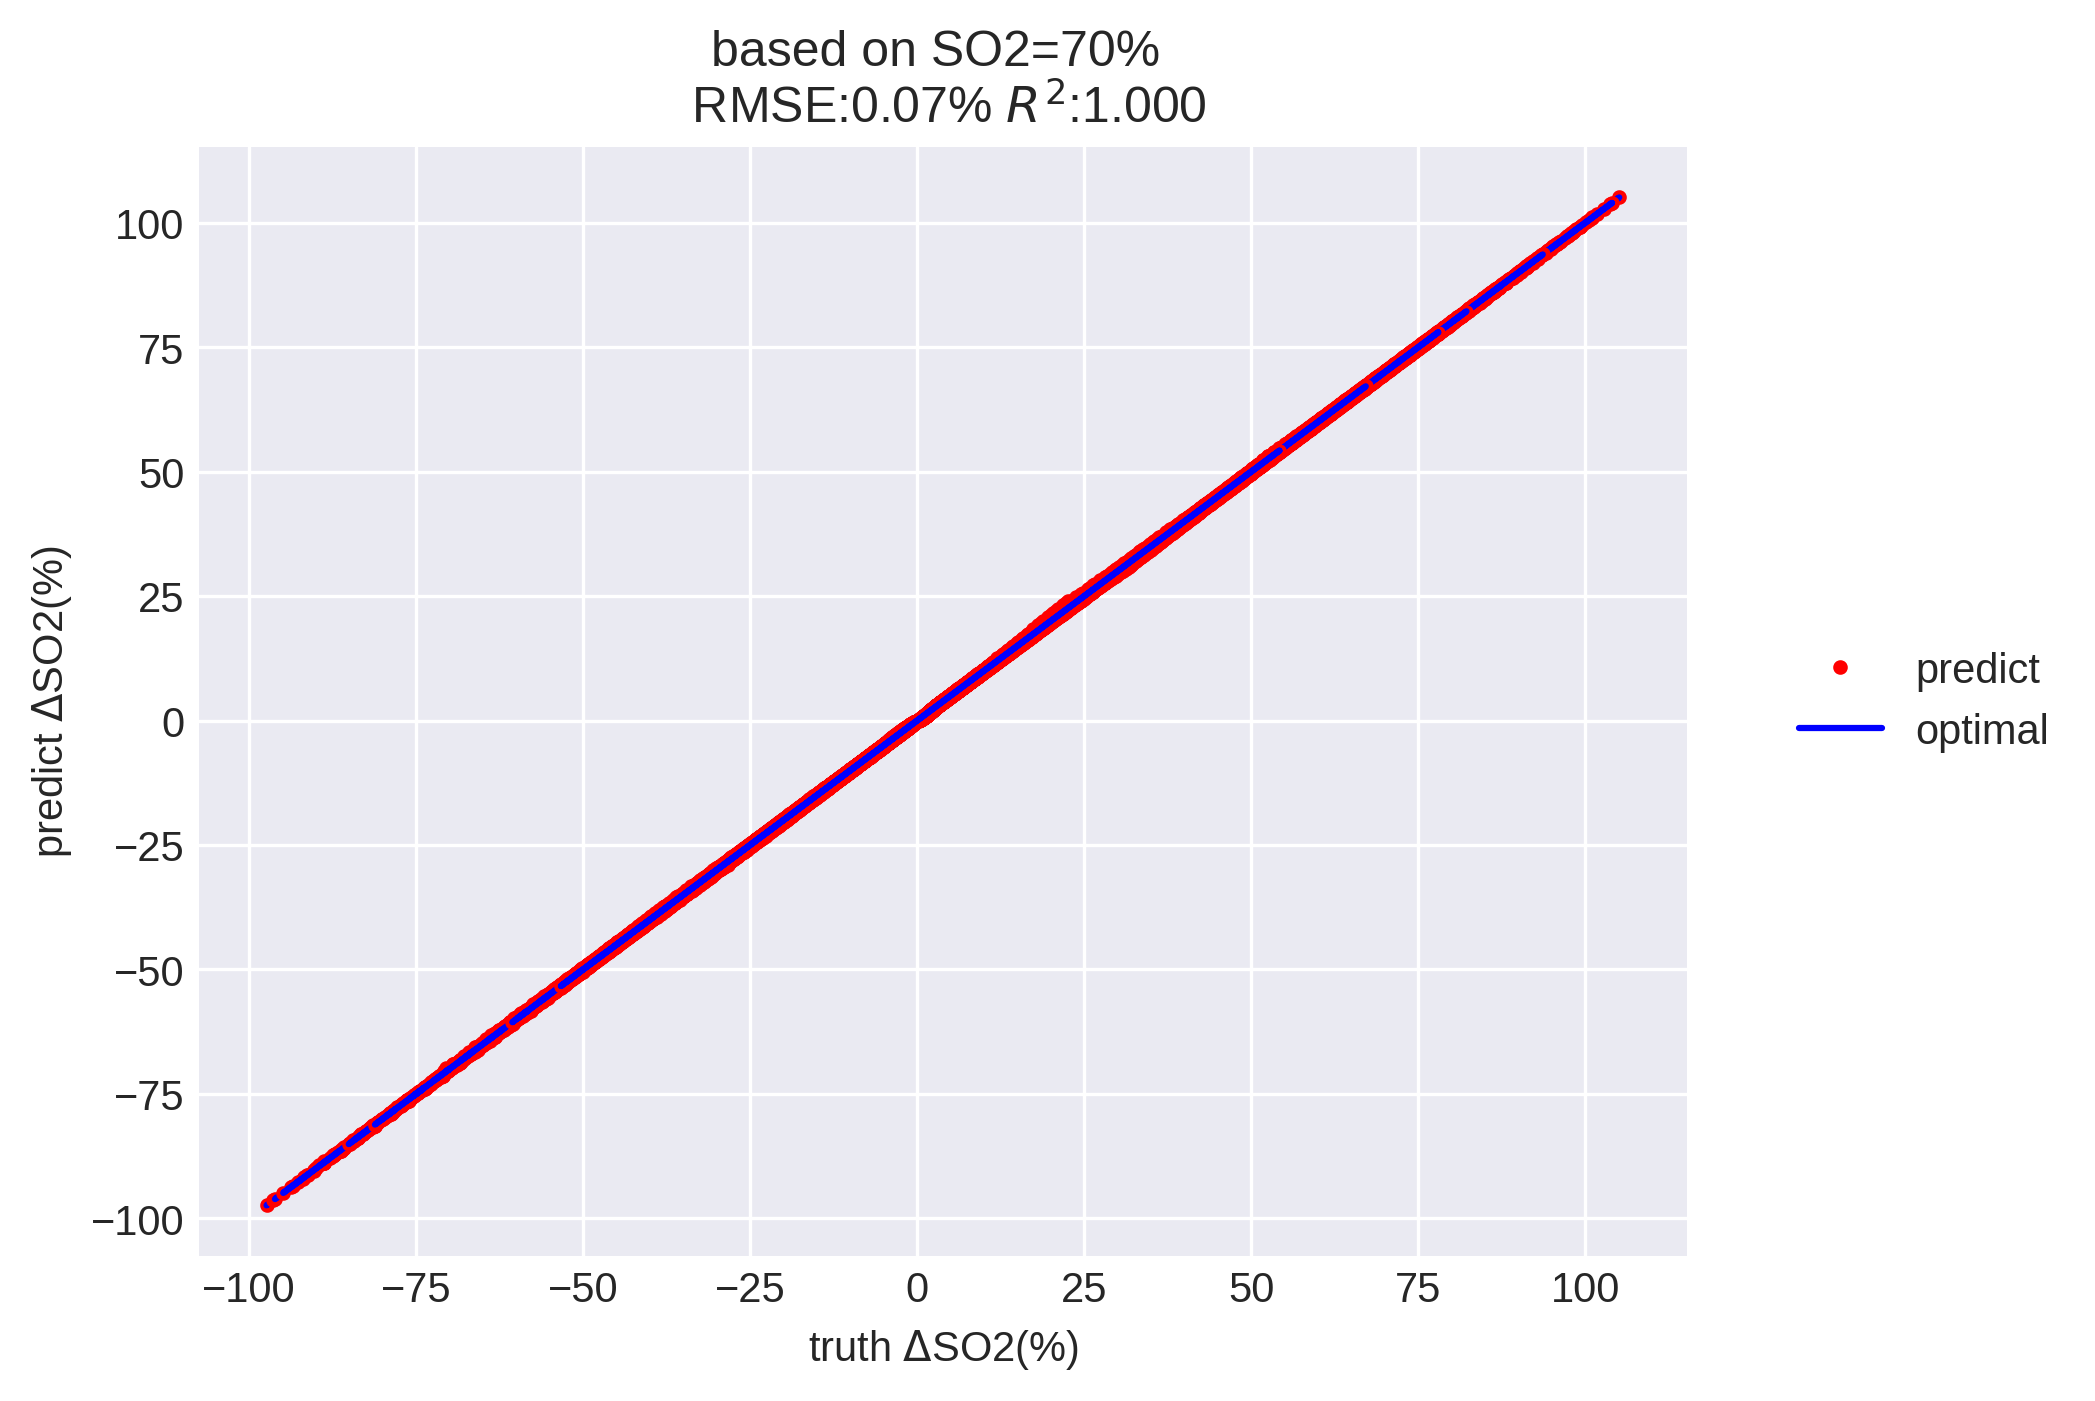 based on SO2=70%
RMSE:0.07% R²:1.000
predict ΔSO2(%)
100
75
50
25
0
−25
−50
−75
−100
−100 −75 −50 −25 0 25 50 75 100
truth ΔSO2(%)
predict
optimal